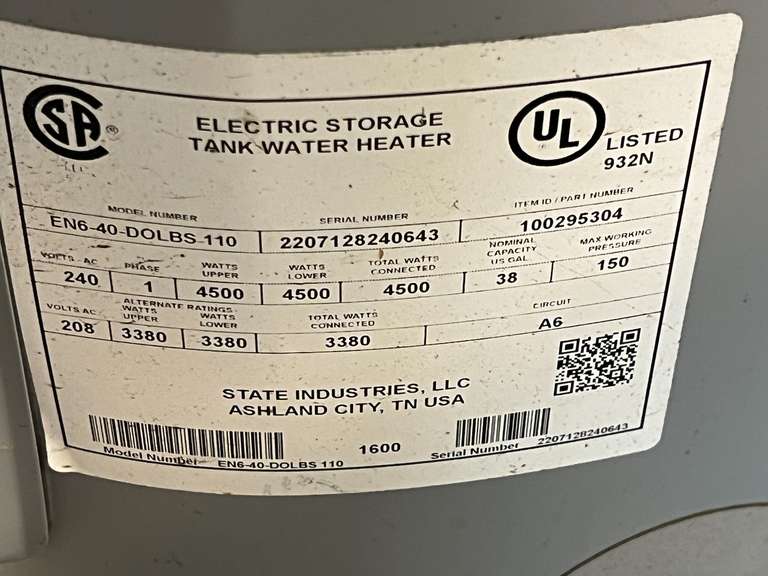 SA ®
ELECTRIC STORAGE
TANK WATER HEATER
UL
LISTED
932N
MODEL NUMBER SERIAL NUMBER ITEM ID / PART NUMBER
EN6-40-DOLBS 110 2207128240643 100295304
VOLTS AC PHASE WATTS UPPER WATTS LOWER TOTAL WATTS CONNECTED NOMINAL CAPACITY US GAL MAX WORKING PRESSURE
240 1 4500 4500 4500 38 150
ALTERNATE RATINGS
VOLTS AC WATTS UPPER WATTS LOWER TOTAL WATTS CONNECTED CIRCUIT
208 3380 3380 3380 A6
STATE INDUSTRIES, LLC
ASHLAND CITY, TN USA
1600
Model Number EN6-40-DOLBS 110
Serial Number 2207128240643